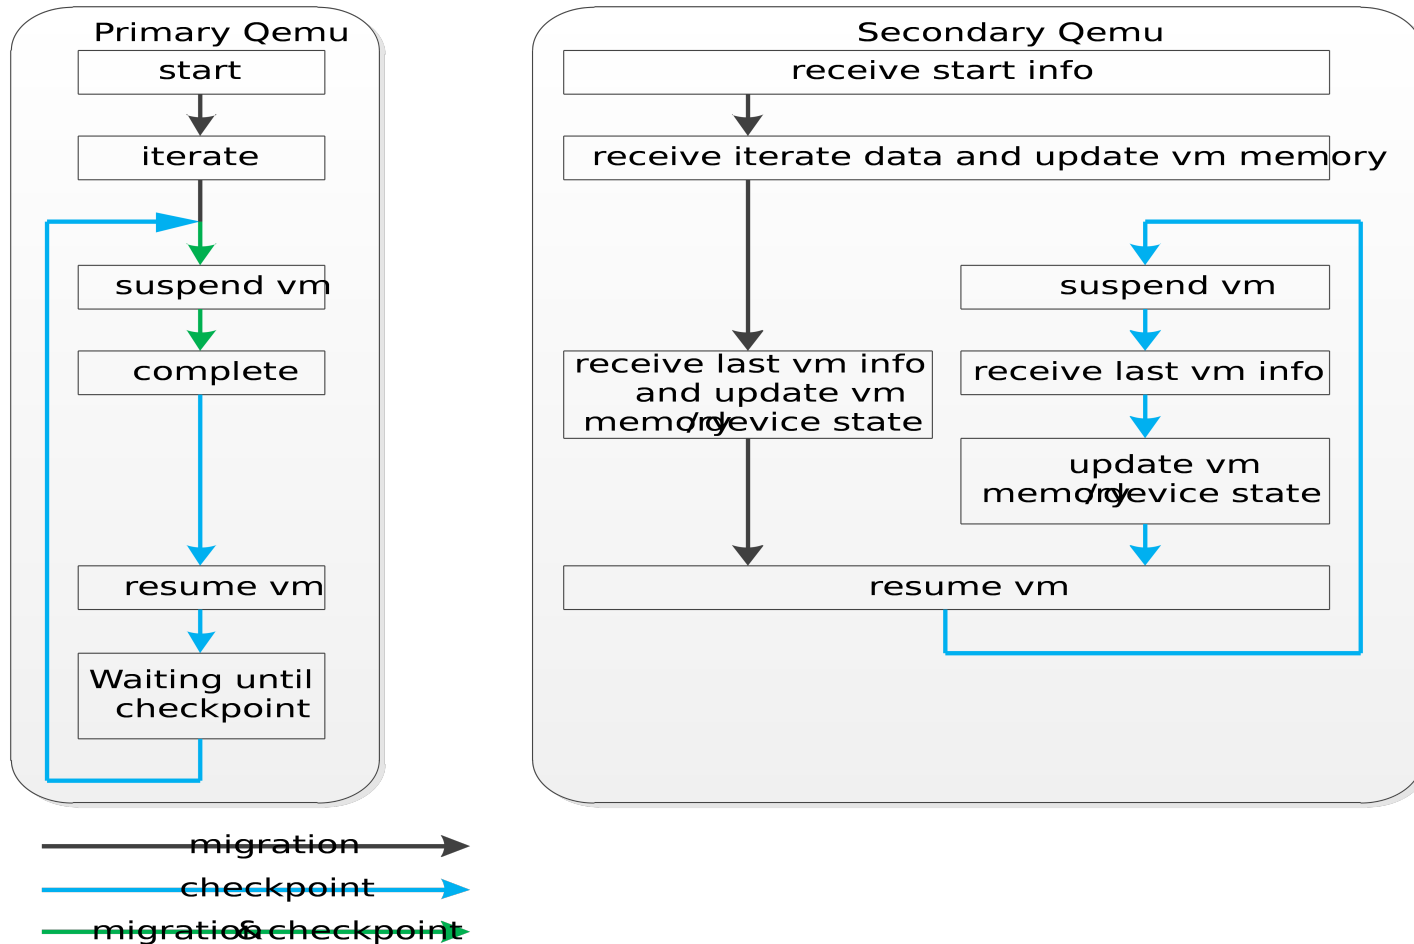 Primary Qemu
start
iterate
suspend vm
complete
resume vm
Waiting until
checkpoint
Secondary Qemu
receive start info
receive iterate data and update vm memory
receive last vm info
and update vm
memory/device state
suspend vm
receive last vm info
update vm
memory/device state
resume vm
migration
checkpoint
migration&checkpoint